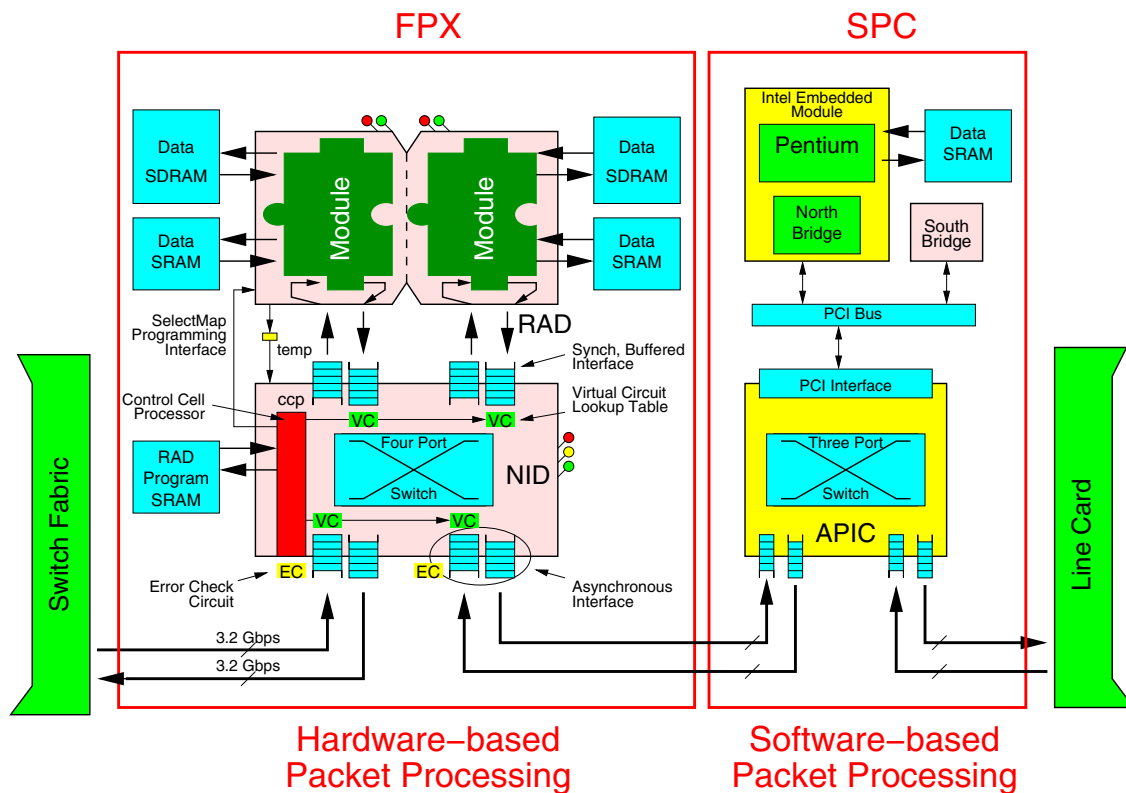 FPX
SPC
Data
SDRAM
Data
SRAM
Module
Module
Data
SDRAM
Data
SRAM
Intel Embedded
Module
Pentium
Data
SRAM
North
Bridge
South
Bridge
PCI Bus
PCI Interface
SelectMap
Programming
Interface
temp
RAD
Synch, Buffered
Interface
Control Cell
Processor
ccp
VC
VC
Virtual Circuit
Lookup Table
RAD
Program
SRAM
Four Port
Switch
NID
Three Port
Switch
APIC
VC
VC
EC
EC
Error Check
Circuit
Asynchronous
Interface
3.2 Gbps
3.2 Gbps
Switch Fabric
Line Card
Hardware−based
Packet Processing
Software−based
Packet Processing